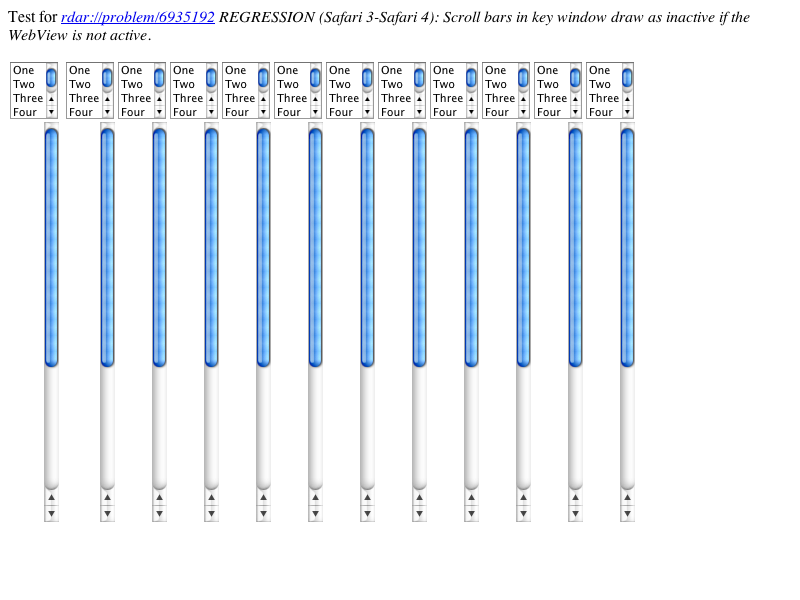 Test for rdar://problem/6935192 REGRESSION (Safari 3-Safari 4): Scroll bars in key window draw as inactive if the
WebView is not active.
One One One One One One One One One One One One
Two Two Two Two Two Two Two Two Two Two Two Two
Three Three Three Three Three Three Three Three Three Three Three Three
Four Four Four Four Four Four Four Four Four Four Four Four